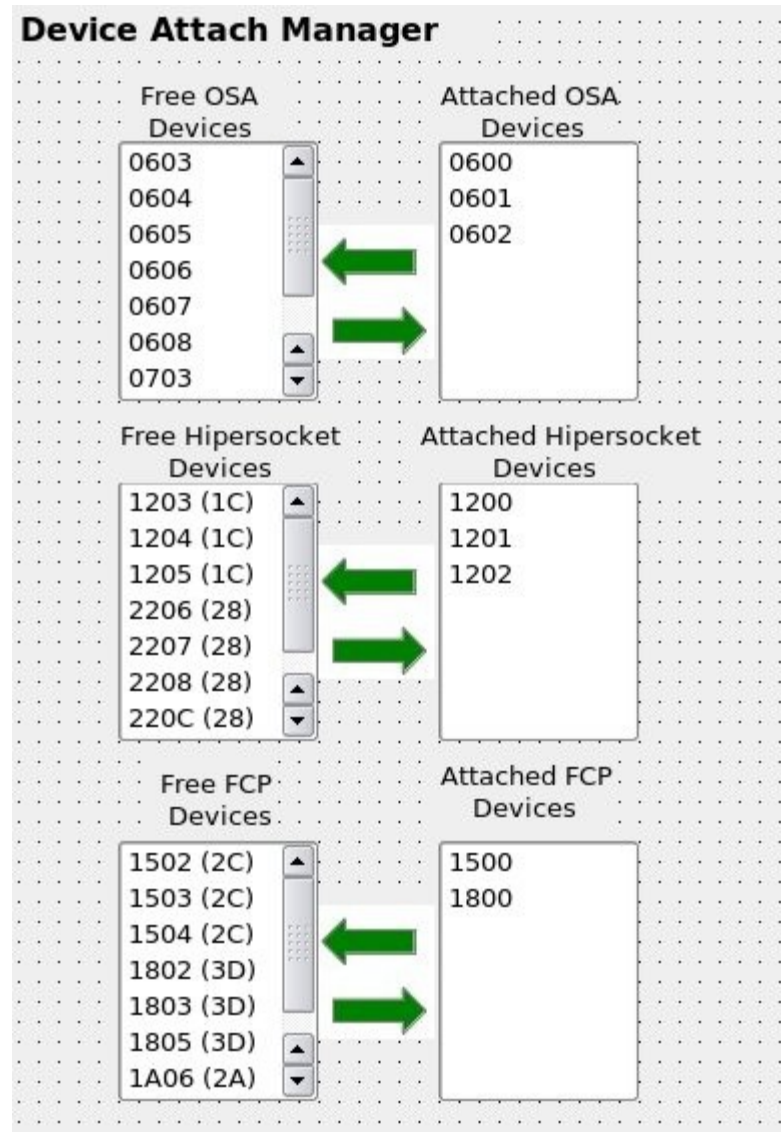 Device Attach Manager
Free OSA
Devices
Attached OSA
Devices
0603
0604
0605
0606
0607
0608
0703
0600
0601
0602
Free Hipersocket
Devices
Attached Hipersocket
Devices
1203 (1C)
1204 (1C)
1205 (1C)
2206 (28)
2207 (28)
2208 (28)
220C (28)
1200
1201
1202
Free FCP
Devices
Attached FCP
Devices
1502 (2C)
1503 (2C)
1504 (2C)
1802 (3D)
1803 (3D)
1805 (3D)
1A06 (2A)
1500
1800